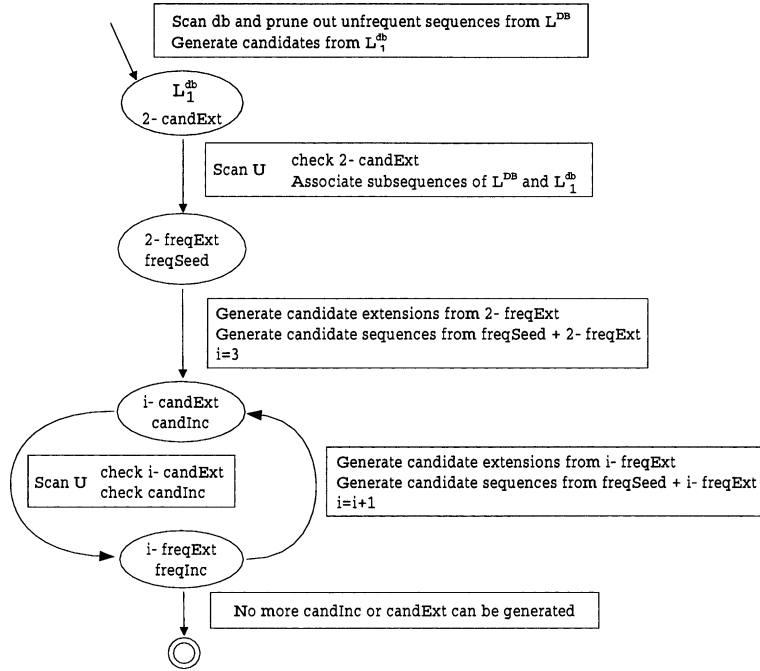 Scan db and prune out unfrequent sequences from L^DB
Generate candidates from L_1^db
L_1^db
2- candExt
Scan U check 2- candExt
Associate subsequences of L^DB and L_1^db
2- freqExt
freqSeed
Generate candidate extensions from 2- freqExt
Generate candidate sequences from freqSeed + 2- freqExt
i=3
i- candExt
candInc
Scan U check i- candExt
check candInc
Generate candidate extensions from i- freqExt
Generate candidate sequences from freqSeed + i- freqExt
i=i+1
i- freqExt
freqInc
No more candInc or candExt can be generated